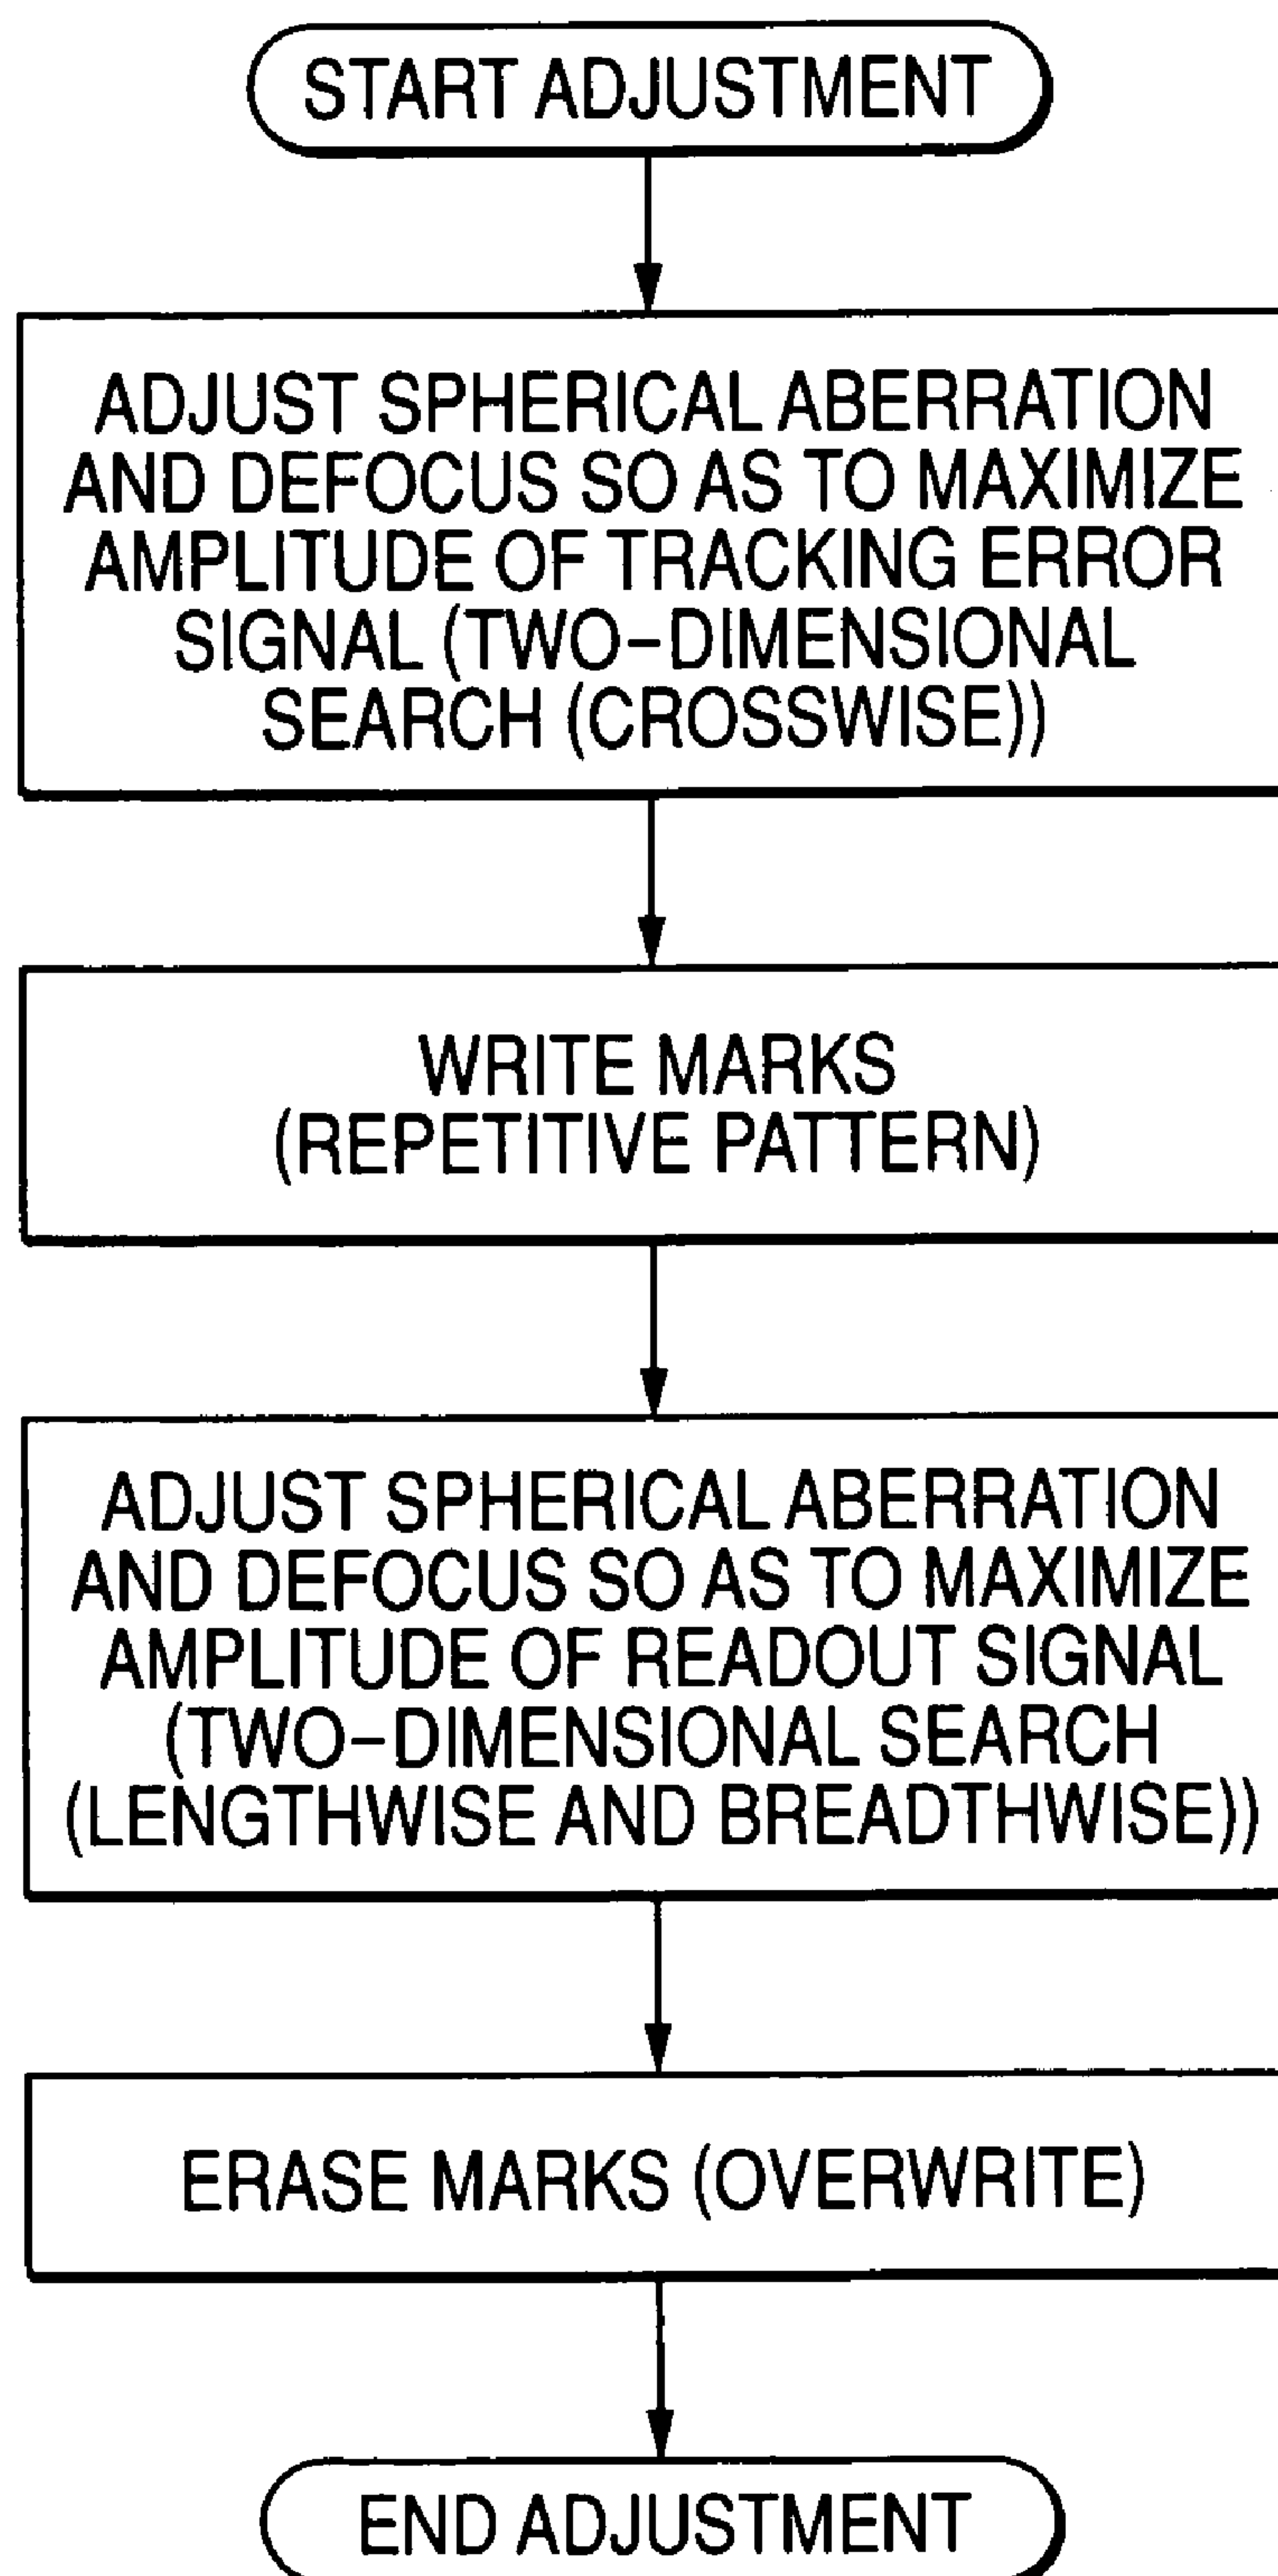 START ADJUSTMENT
ADJUST SPHERICAL ABERRATION
AND DEFOCUS SO AS TO MAXIMIZE
AMPLITUDE OF TRACKING ERROR
SIGNAL (TWO-DIMENSIONAL
SEARCH (CROSSWISE))
WRITE MARKS
(REPETITIVE PATTERN)
ADJUST SPHERICAL ABERRATION
AND DEFOCUS SO AS TO MAXIMIZE
AMPLITUDE OF READOUT SIGNAL
(TWO-DIMENSIONAL SEARCH
(LENGTHWISE AND BREADTHWISE))
ERASE MARKS (OVERWRITE)
END ADJUSTMENT